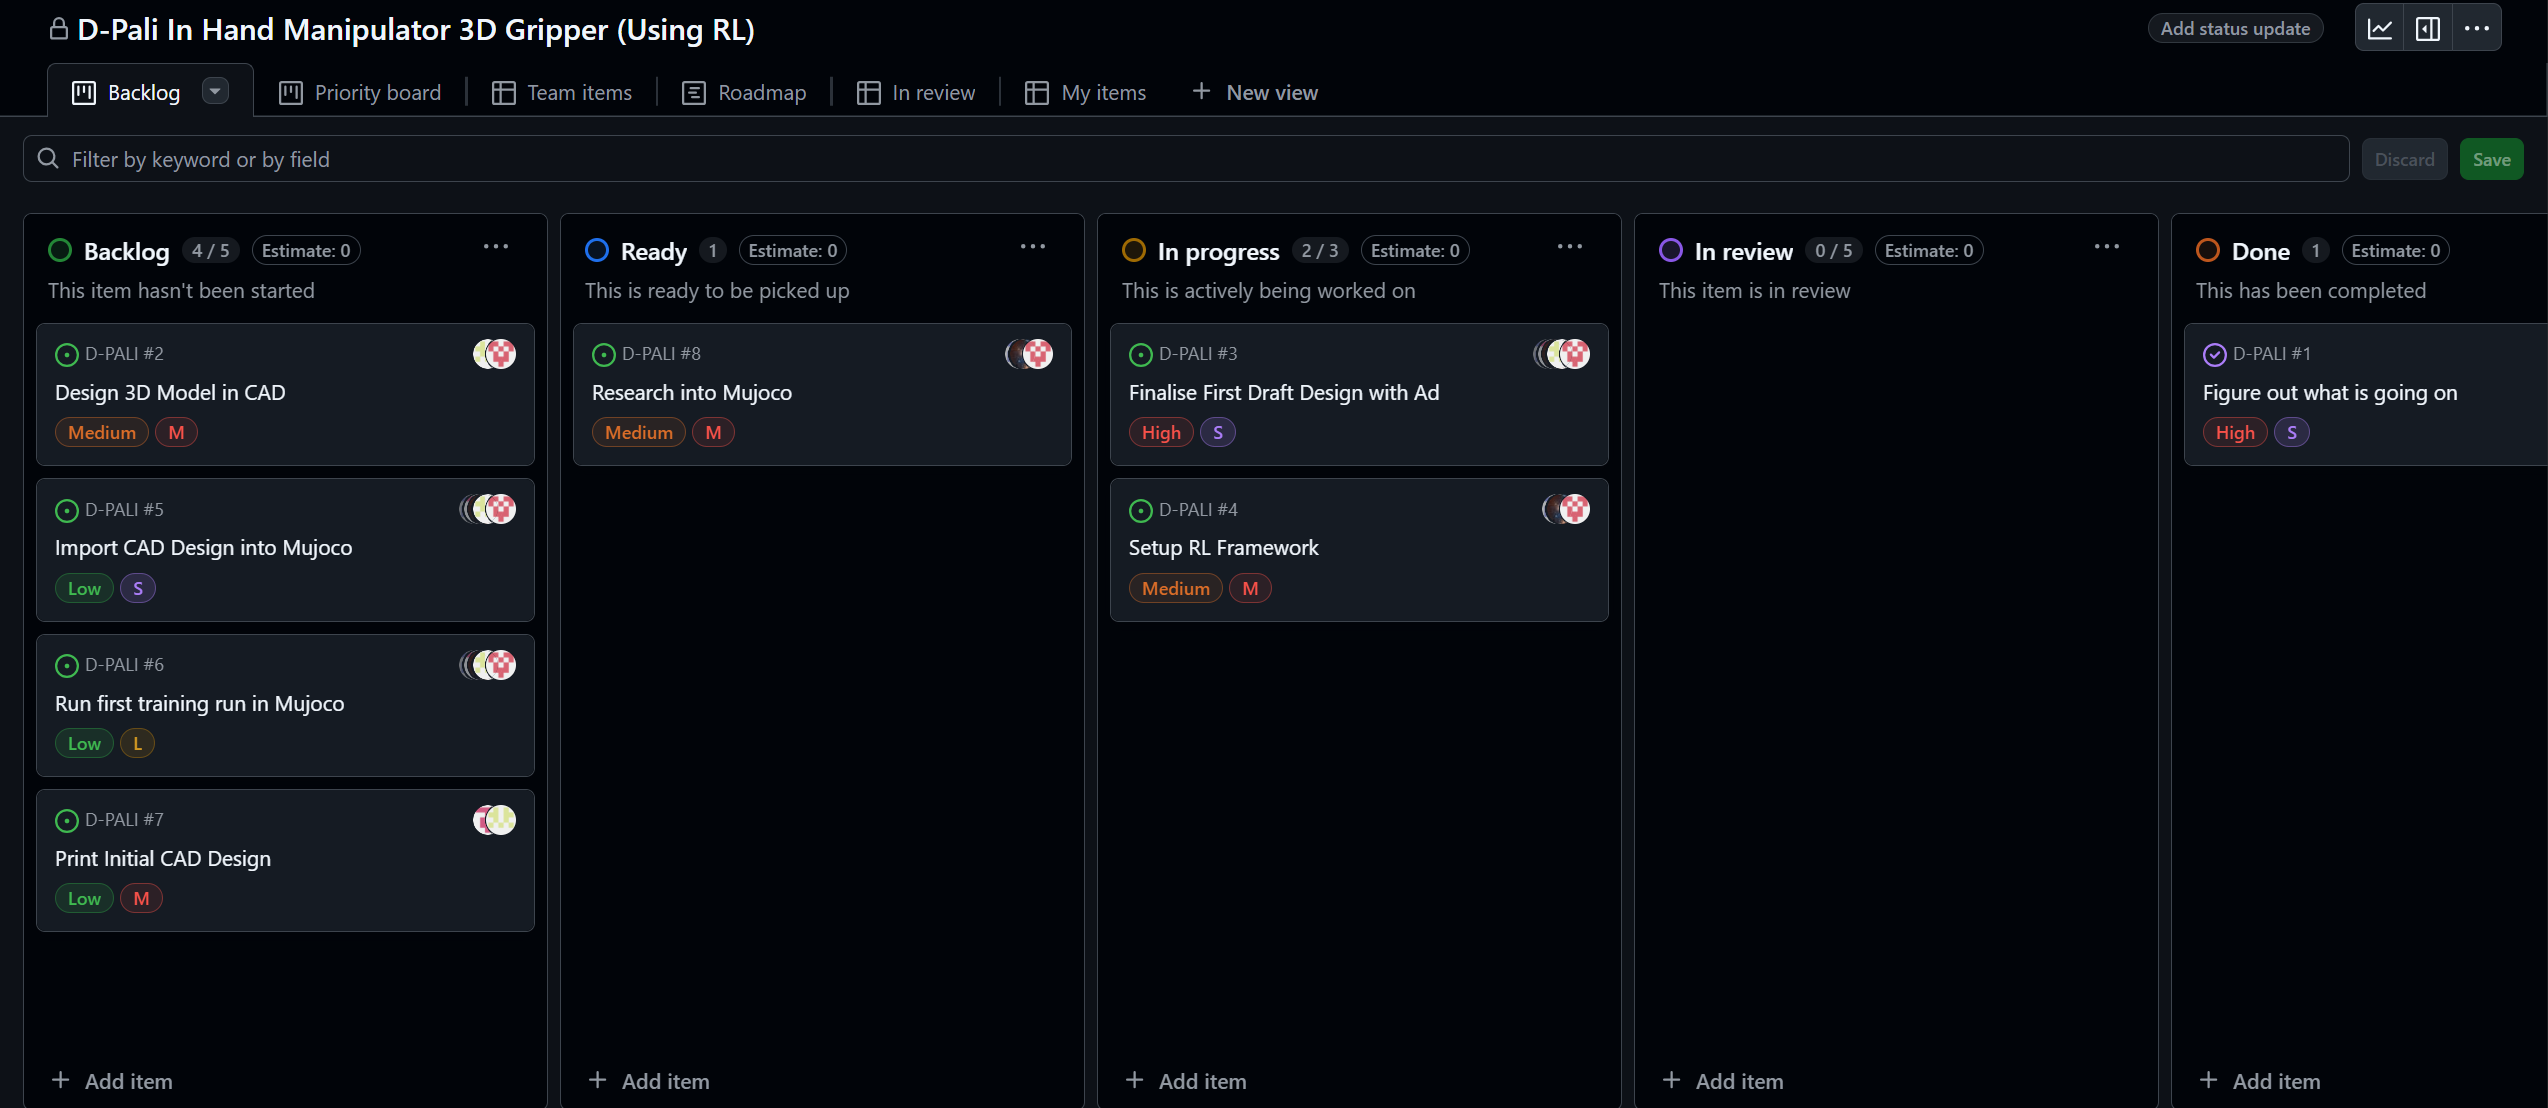 D-Pali In Hand Manipulator 3D Gripper (Using RL)
Add status update
Backlog
Priority board
Team items
Roadmap
In review
My items
New view
Filter by keyword or by field
Discard
Save
Backlog 4 / 5 Estimate: 0
This item hasn't been started
D-PALI #2
Design 3D Model in CAD
Medium M
D-PALI #5
Import CAD Design into Mujoco
Low S
D-PALI #6
Run first training run in Mujoco
Low L
D-PALI #7
Print Initial CAD Design
Low M
Add item
Ready 1 Estimate: 0
This is ready to be picked up
D-PALI #8
Research into Mujoco
Medium M
Add item
In progress 2 / 3 Estimate: 0
This is actively being worked on
D-PALI #3
Finalise First Draft Design with Ad
High S
D-PALI #4
Setup RL Framework
Medium M
Add item
In review 0 / 5 Estimate: 0
This item is in review
Add item
Done 1 Estimate: 0
This has been completed
D-PALI #1
Figure out what is going on
High S
Add item